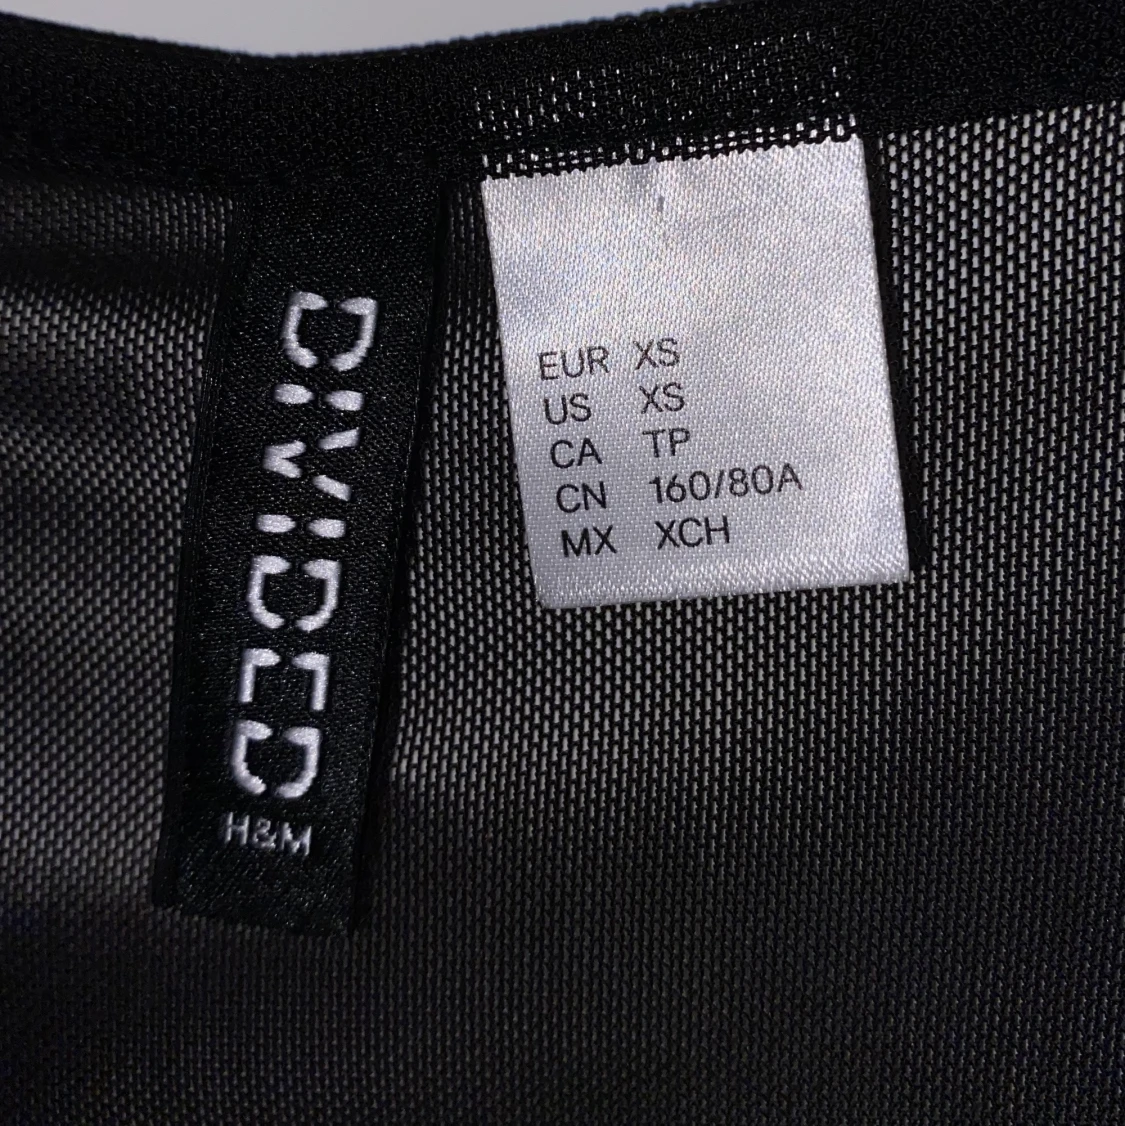 DIVIDED
H&M
EUR XS
US XS
CA TP
CN 160/80A
MX XCH